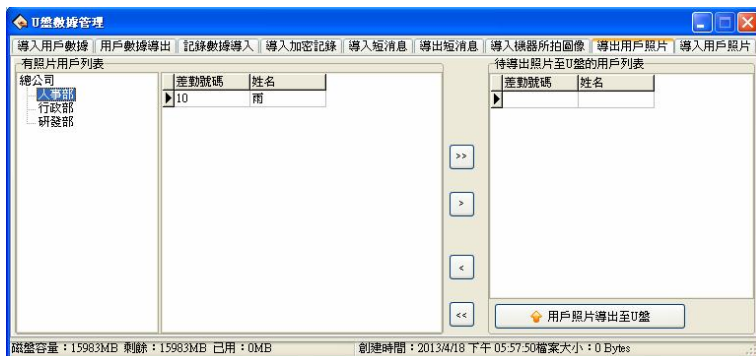 U盤數據管理
導入用戶數據 用戶數據導出 記錄數據導入 導入加密記錄 導入短消息 導出短消息 導入機器所拍圖像 導出用戶照片 導入用戶照片
有照片用戶列表 待導出照片至U盤的用戶列表
總公司
人事部
行政部
研發部
差勤號碼 姓名
10 雨
>>
>
<
<<
差勤號碼 姓名
用戶照片導出至U盤
磁盤容量：15983MB 剩餘：15983MB 已用：0MB 創建時間：2013/4/18 下午 05:57:50檔案大小：0 Bytes